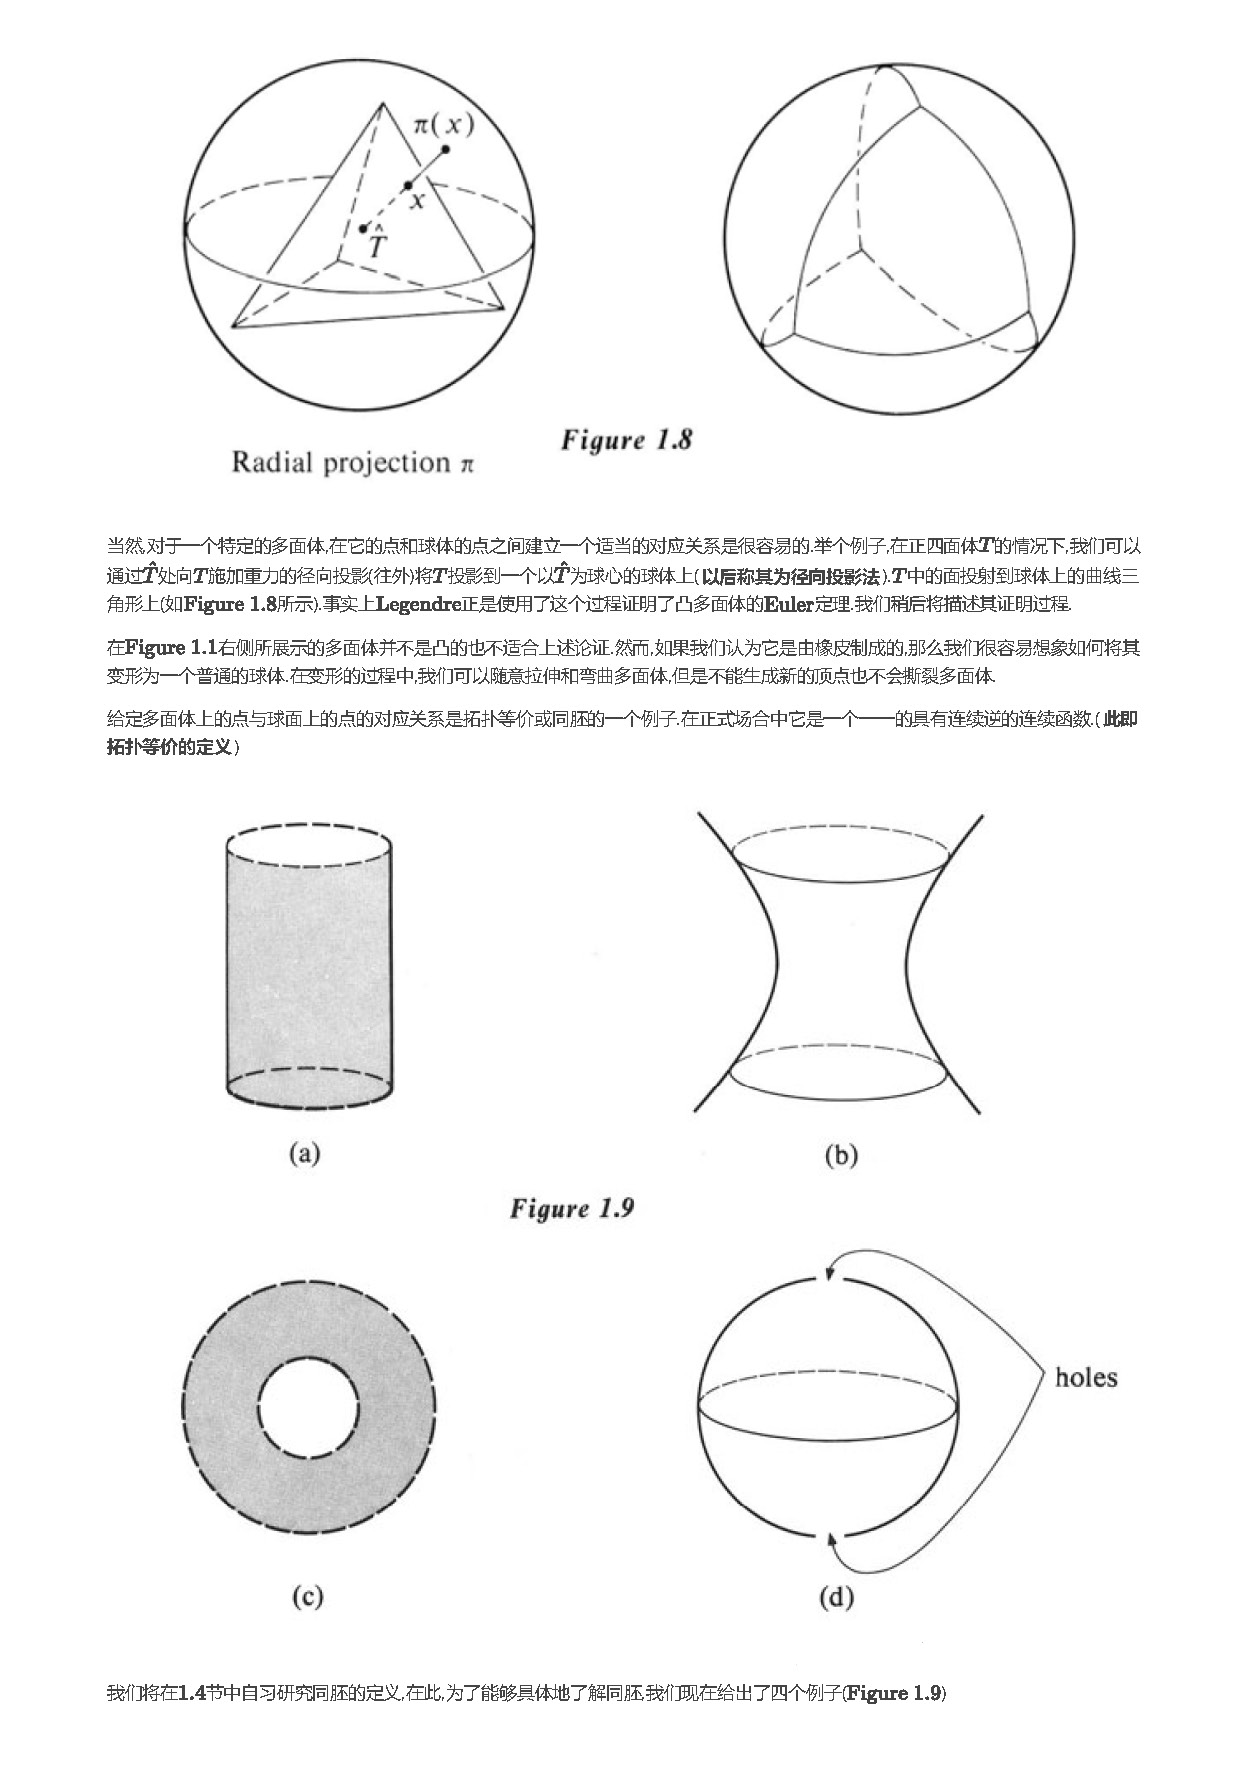 π(x)
x
T̂
Figure 1.8
Radial projection π
当然,对于一个特定的多面体,在它的点和球体的点之间建立一个适当的对应关系是很容易的.举个例子,在正四面体T的情况下,我们可以
通过T̂处向T施加重力的径向投影(往外)将T投影到一个以T̂为球心的球体上(以后称其为径向投影法).T中的面投射到球体上的曲线三
角形上(如Figure 1.8所示).事实上Legendre正是使用了这个过程证明了凸多面体的Euler定理.我们稍后将描述其证明过程.
在Figure 1.1右侧所展示的多面体并不是凸的也不适合上述论证.然而,如果我们认为它是由橡皮制成的,那么我们很容易想象如何将其
变形为一个普通的球体.在变形的过程中,我们可以随意拉伸和弯曲多面体,但是不能生成新的顶点也不会撕裂多面体.
给定多面体上的点与球面上的点的对应关系是拓扑等价或同胚的一个例子.在正式场合中它是一个一一的具有连续逆的连续函数.(此即
拓扑等价的定义)
(a)
(b)
Figure 1.9
holes
(c)
(d)
我们将在1.4节中自习研究同胚的定义,在此,为了能够具体地了解同胚,我们现在给出了四个例子(Figure 1.9)